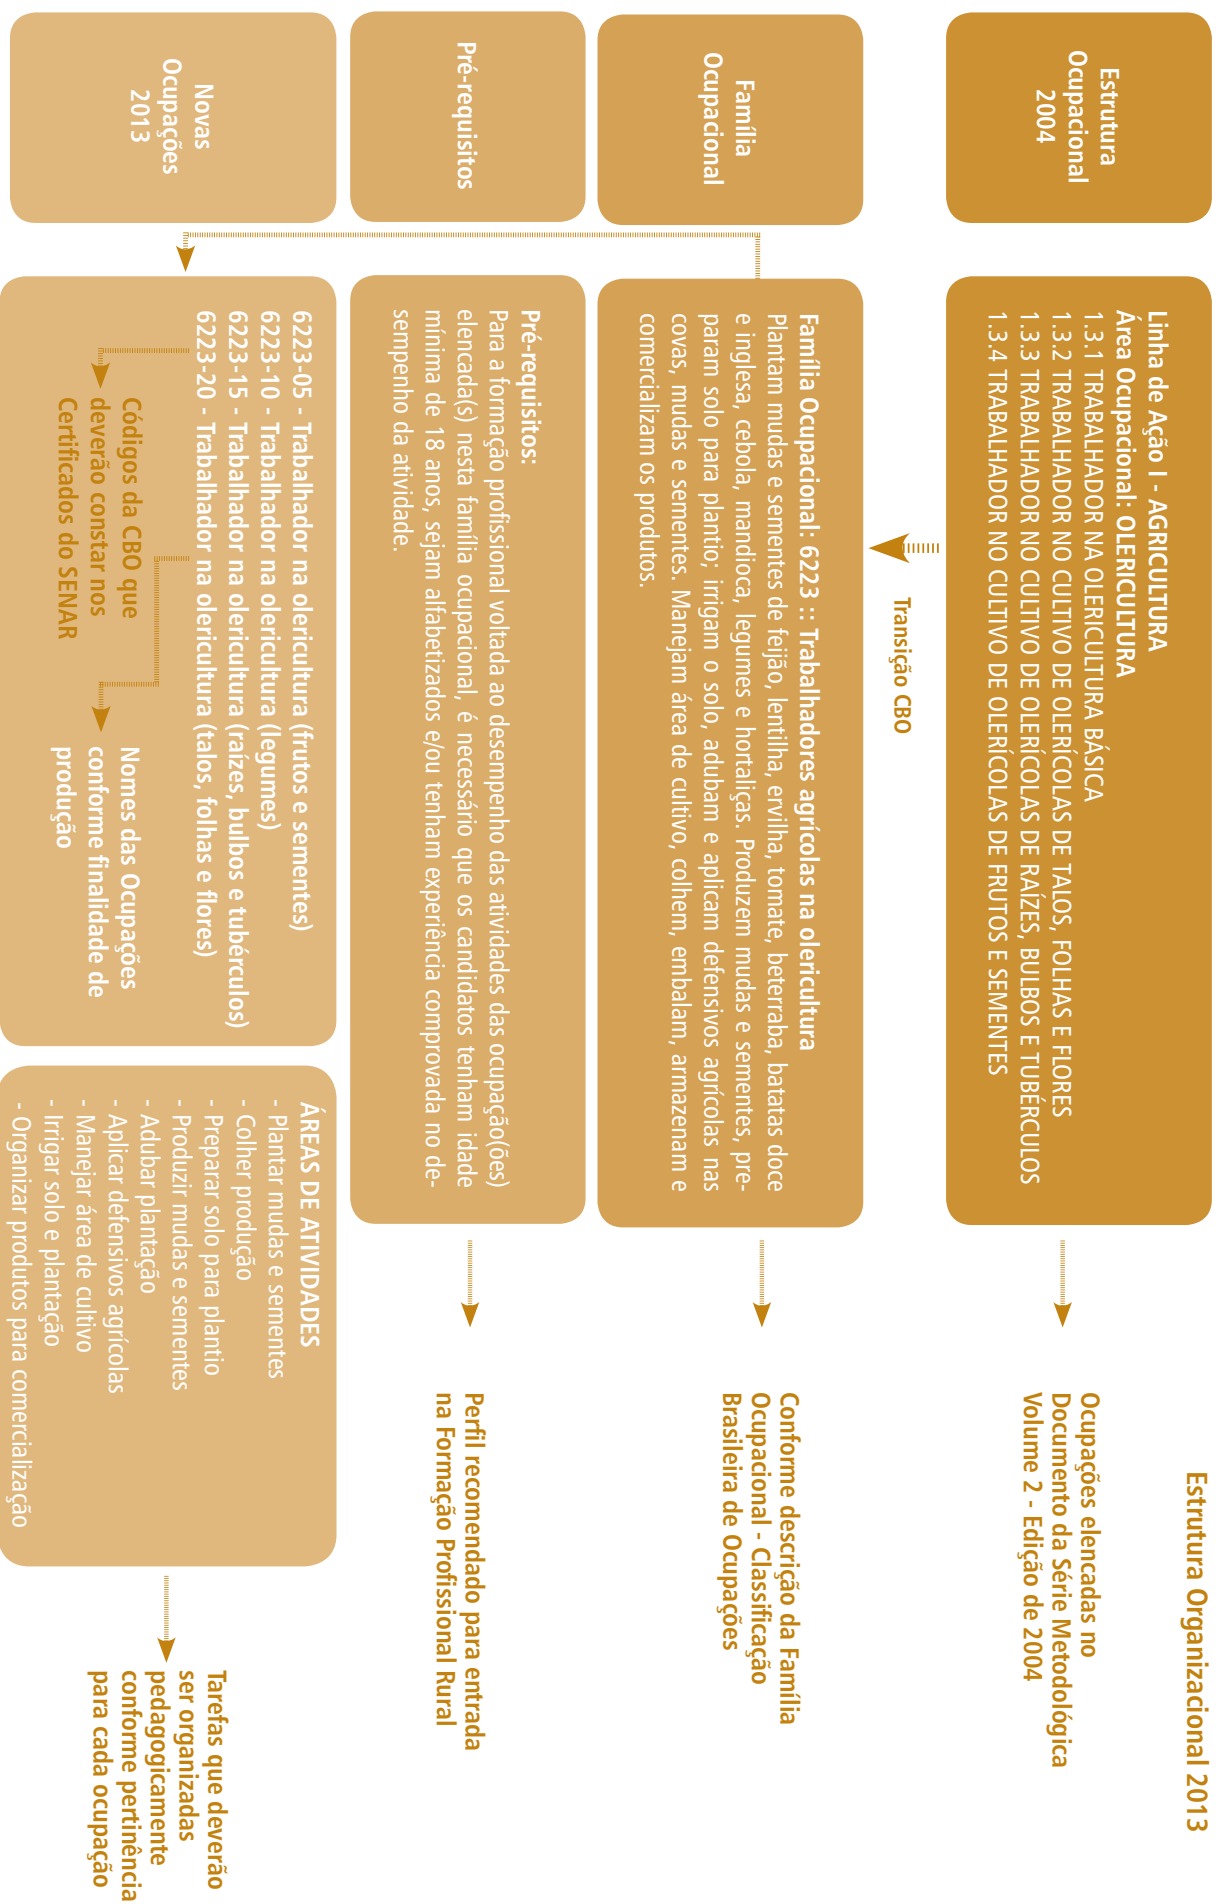 Estrutura Organizacional 2013
Estrutura
Ocupacional
2004
Linha de Ação I - AGRICULTURA
Área Ocupacional: OLERICULTURA
1.3.1 TRABALHADOR NA OLERICULTURA BÁSICA
1.3.2 TRABALHADOR NO CULTIVO DE OLERÍCOLAS DE TALOS, FOLHAS E FLORES
1.3.3 TRABALHADOR NO CULTIVO DE OLERÍCOLAS DE RAÍZES, BULBOS E TUBÉRCULOS
1.3.4 TRABALHADOR NO CULTIVO DE OLERÍCOLAS DE FRUTOS E SEMENTES
Ocupações elencadas no
Documento da Série Metodológica
Volume 2 - Edição de 2004
Transição CBO
Família
Ocupacional
Família Ocupacional: 6223 :: Trabalhadores agrícolas na olericultura
Plantam mudas e sementes de feijão, lentilha, ervilha, tomate, beterraba, batatas doce
e inglesa, cebola, mandioca, legumes e hortaliças. Produzem mudas e sementes, pre-
param solo para plantio; irrigam o solo, adubam e aplicam defensivos agrícolas nas
covas, mudas e sementes. Manejam área de cultivo, colhem, embalam, armazenam e
comercializam os produtos.
Conforme descrição da Família
Ocupacional - Classificação
Brasileira de Ocupações
Pré-requisitos
Pré-requisitos:
Para a formação profissional voltada ao desempenho das atividades das ocupação(ões)
elencada(s) nesta família ocupacional, é necessário que os candidatos tenham idade
mínima de 18 anos, sejam alfabetizados e/ou tenham experiência comprovada no de-
sempenho da atividade.
Perfil recomendado para entrada
na Formação Profissional Rural
Novas
Ocupações
2013
6223-05 - Trabalhador na olericultura (frutos e sementes)
6223-10 - Trabalhador na olericultura (legumes)
6223-15 - Trabalhador na olericultura (raízes, bulbos e tubérculos)
6223-20 - Trabalhador na olericultura (talos, folhas e flores)
Códigos da CBO que
deverão constar nos
Certificados do SENAR
Nomes das Ocupações
conforme finalidade de
produção
ÁREAS DE ATIVIDADES
- Plantar mudas e sementes
- Colher produção
- Preparar solo para plantio
- Produzir mudas e sementes
- Adubar plantação
- Aplicar defensivos agrícolas
- Manejar área de cultivo
- Irrigar solo e plantação
- Organizar produtos para comercialização
Tarefas que deverão
ser organizadas
pedagogicamente
conforme pertinência
para cada ocupação